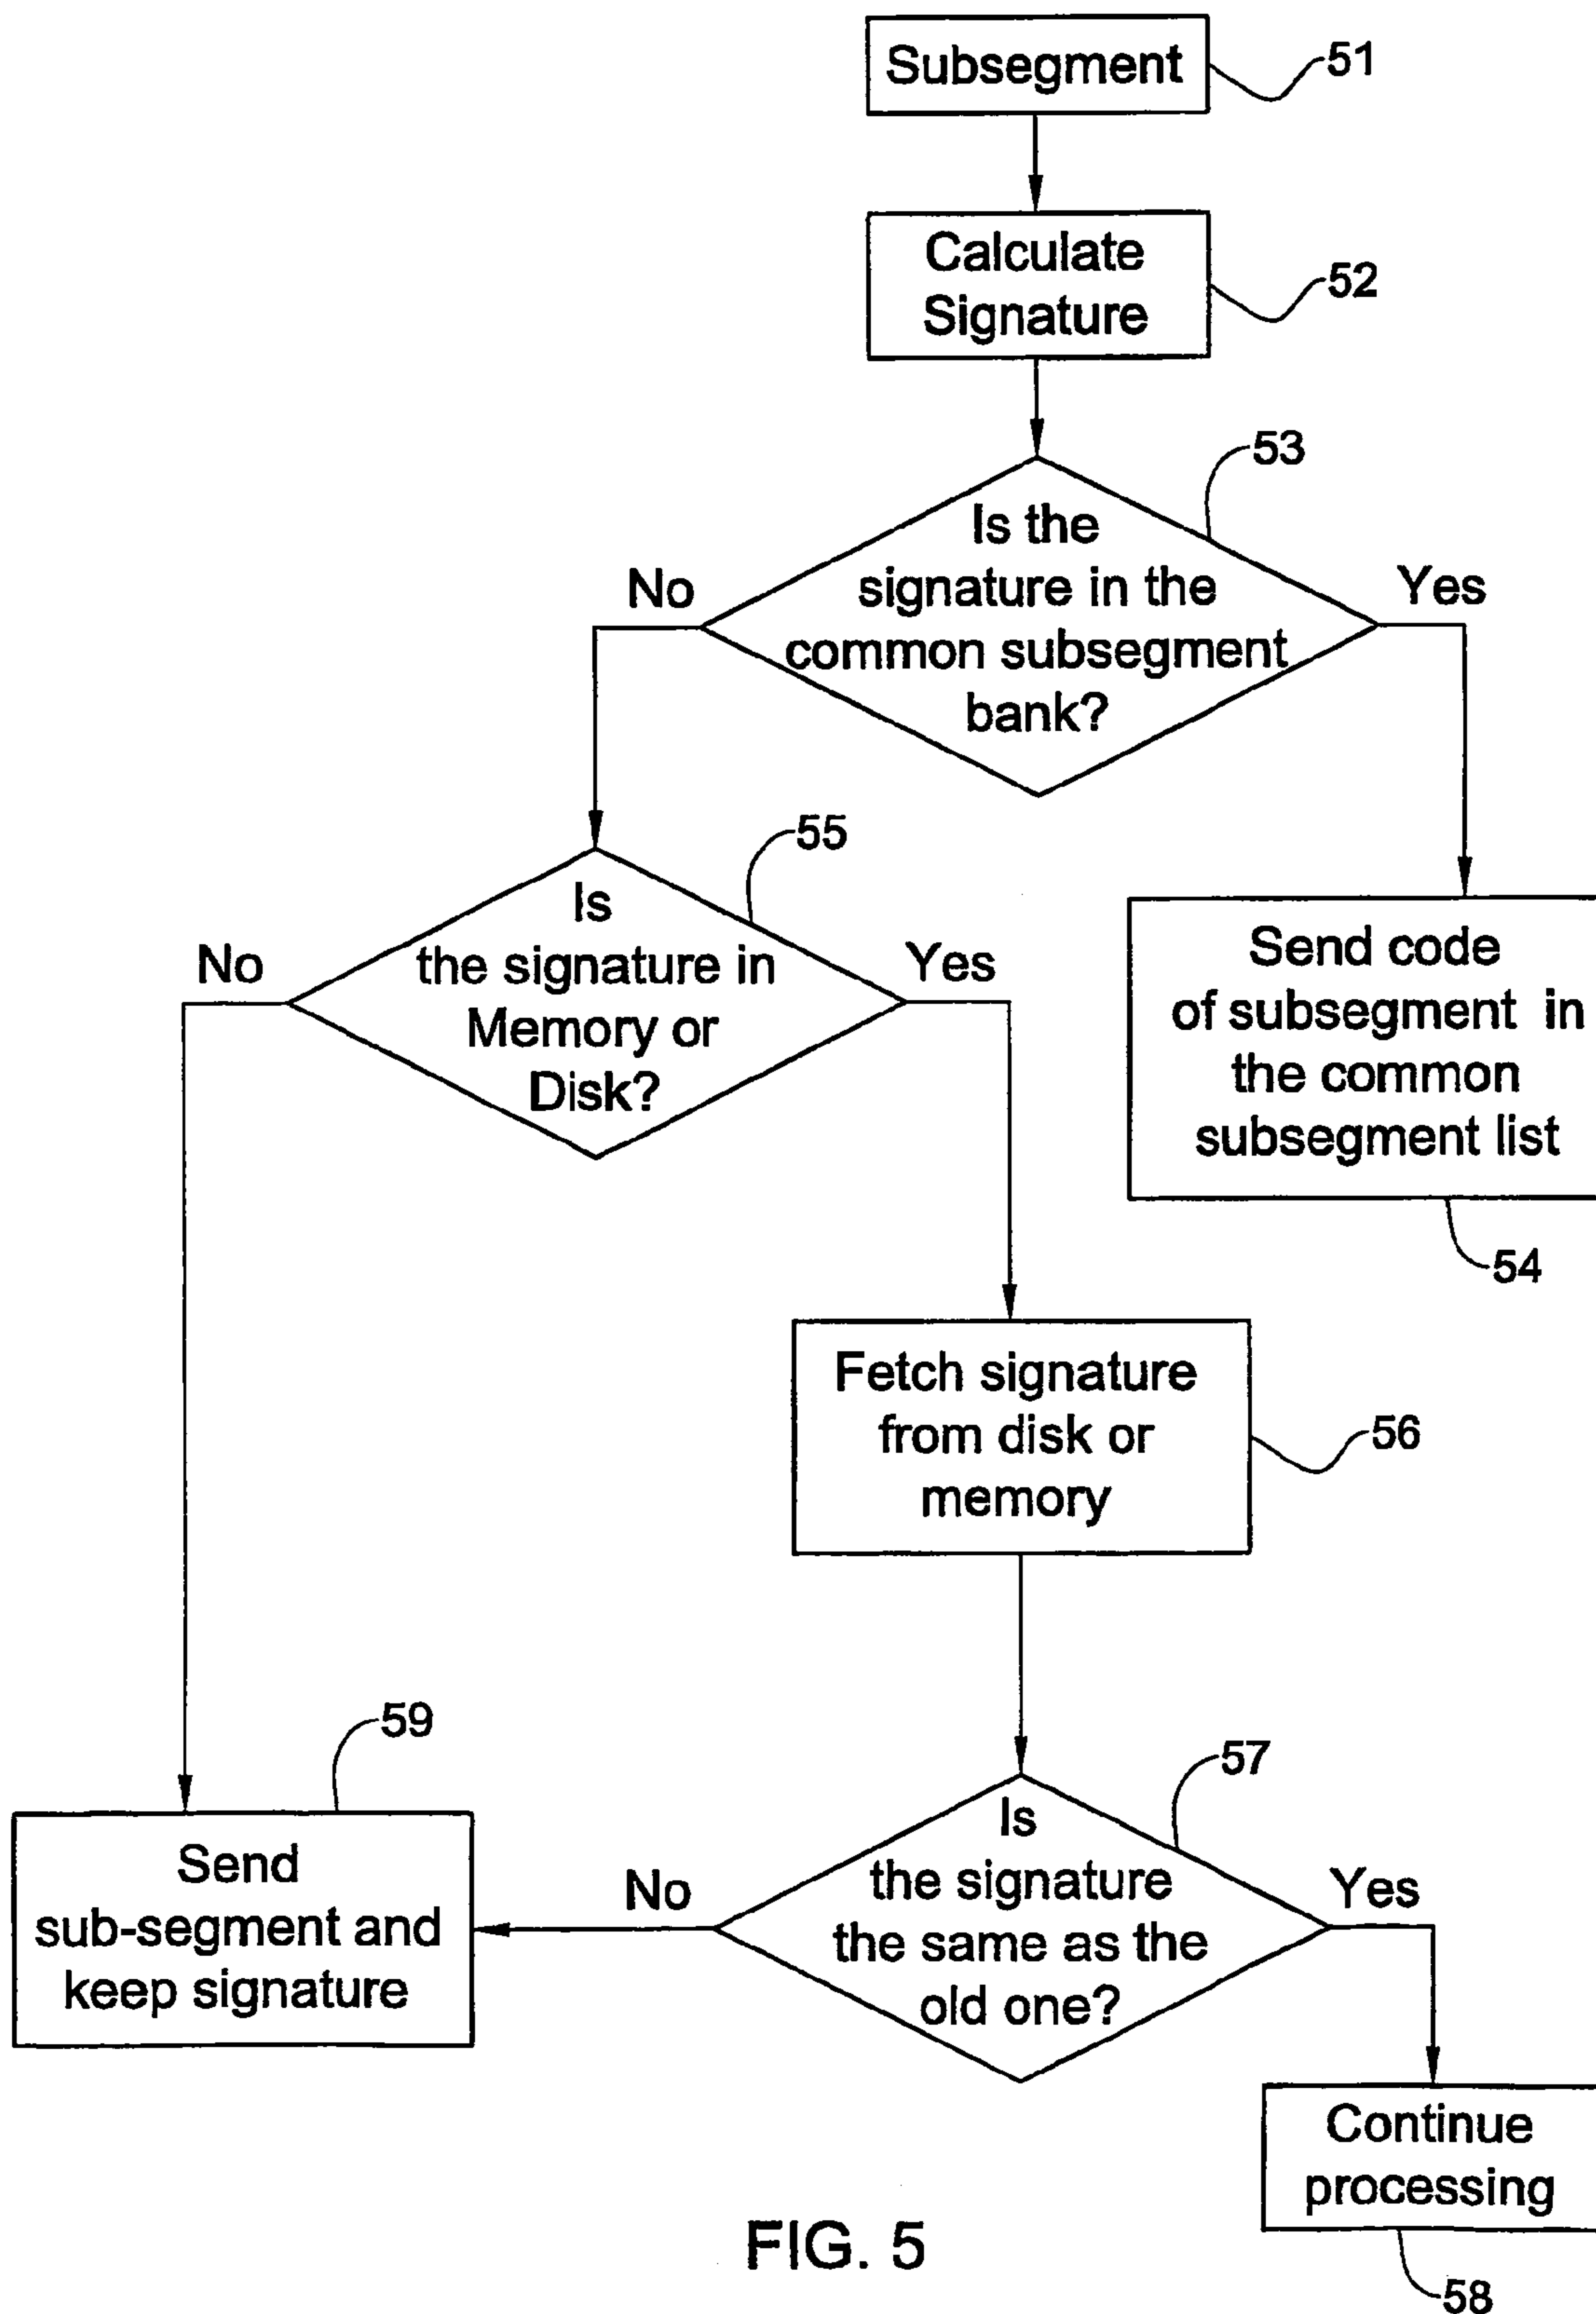 Subsegment
51
Calculate
Signature
52
53
Is the
signature in the
common subsegment
bank?
No
Yes
55
Is
the signature in
Memory or
Disk?
No
Yes
Send code
of subsegment in
the common
subsegment list
54
Fetch signature
from disk or
memory
56
59
Send
sub-segment and
keep signature
57
Is
the signature
the same as the
old one?
No
Yes
Continue
processing
58
FIG. 5